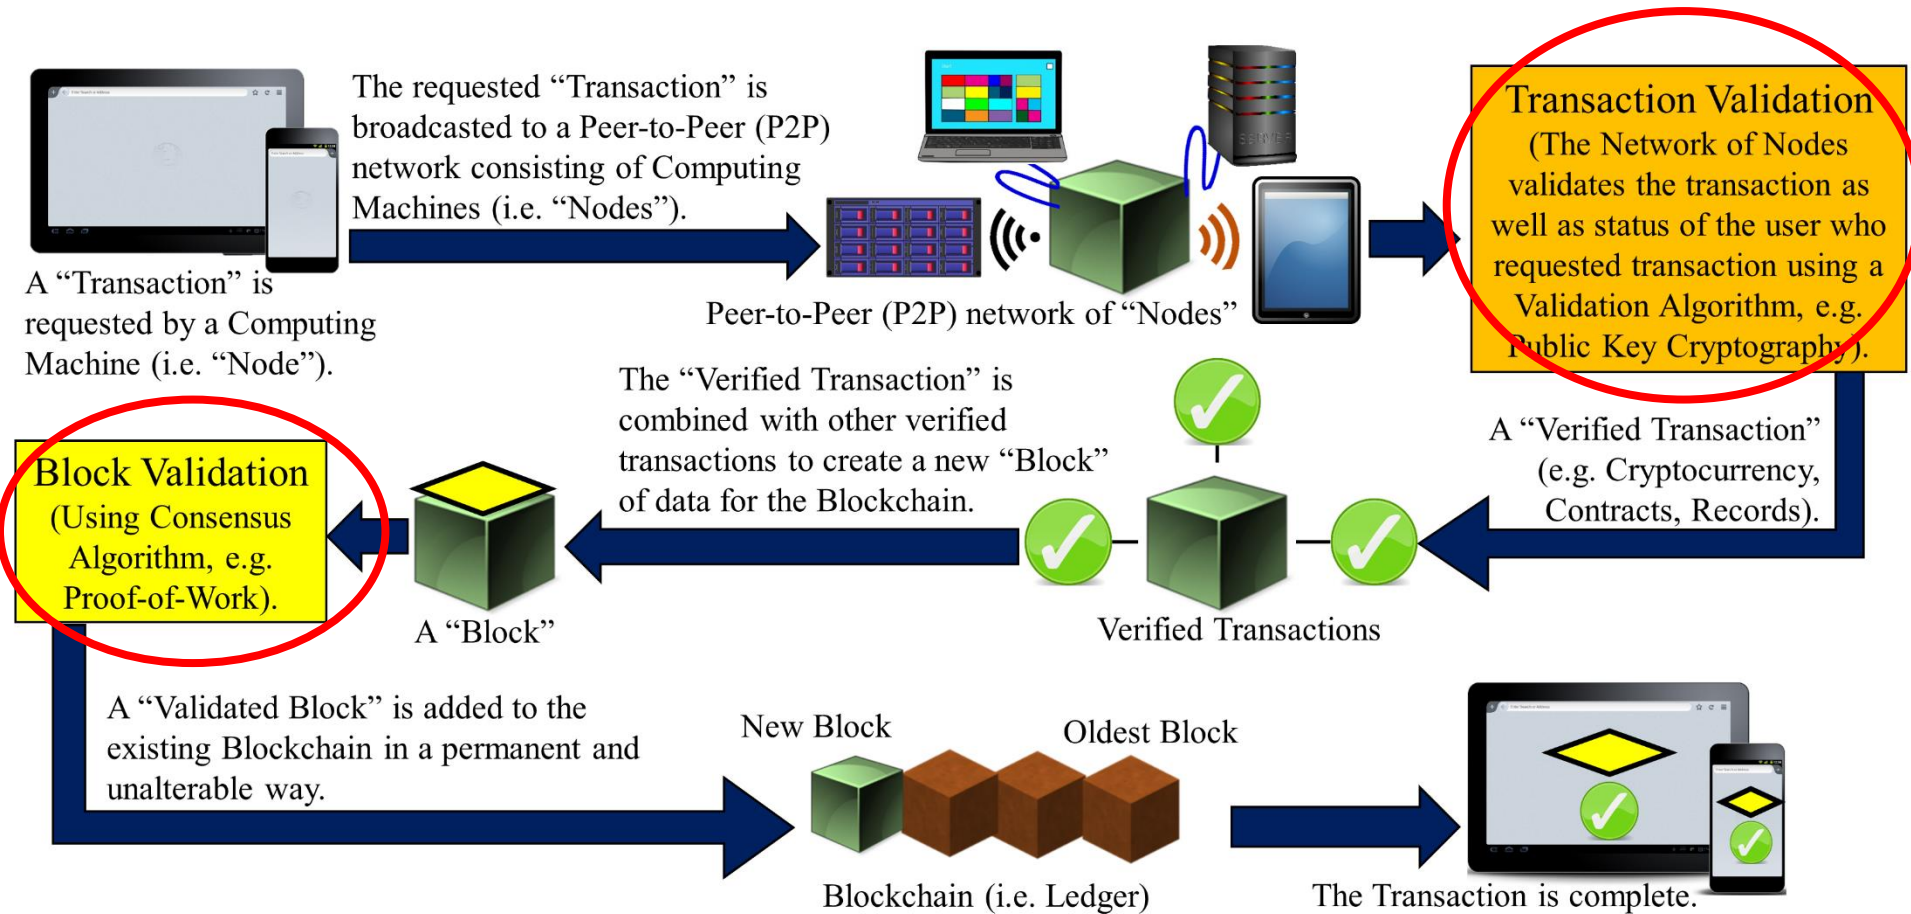 The requested “Transaction” is
broadcasted to a Peer-to-Peer (P2P)
network consisting of Computing
Machines (i.e. “Nodes”).
A “Transaction” is
requested by a Computing
Machine (i.e. “Node”).
SERVER
Peer-to-Peer (P2P) network of “Nodes”
Transaction Validation
(The Network of Nodes
validates the transaction as
well as status of the user who
requested transaction using a
Validation Algorithm, e.g.
Public Key Cryptography).
A “Verified Transaction”
(e.g. Cryptocurrency,
Contracts, Records).
Verified Transactions
The “Verified Transaction” is
combined with other verified
transactions to create a new “Block”
of data for the Blockchain.
A “Block”
Block Validation
(Using Consensus
Algorithm, e.g.
Proof-of-Work).
A “Validated Block” is added to the
existing Blockchain in a permanent and
unalterable way.
New Block
Oldest Block
Blockchain (i.e. Ledger)
The Transaction is complete.